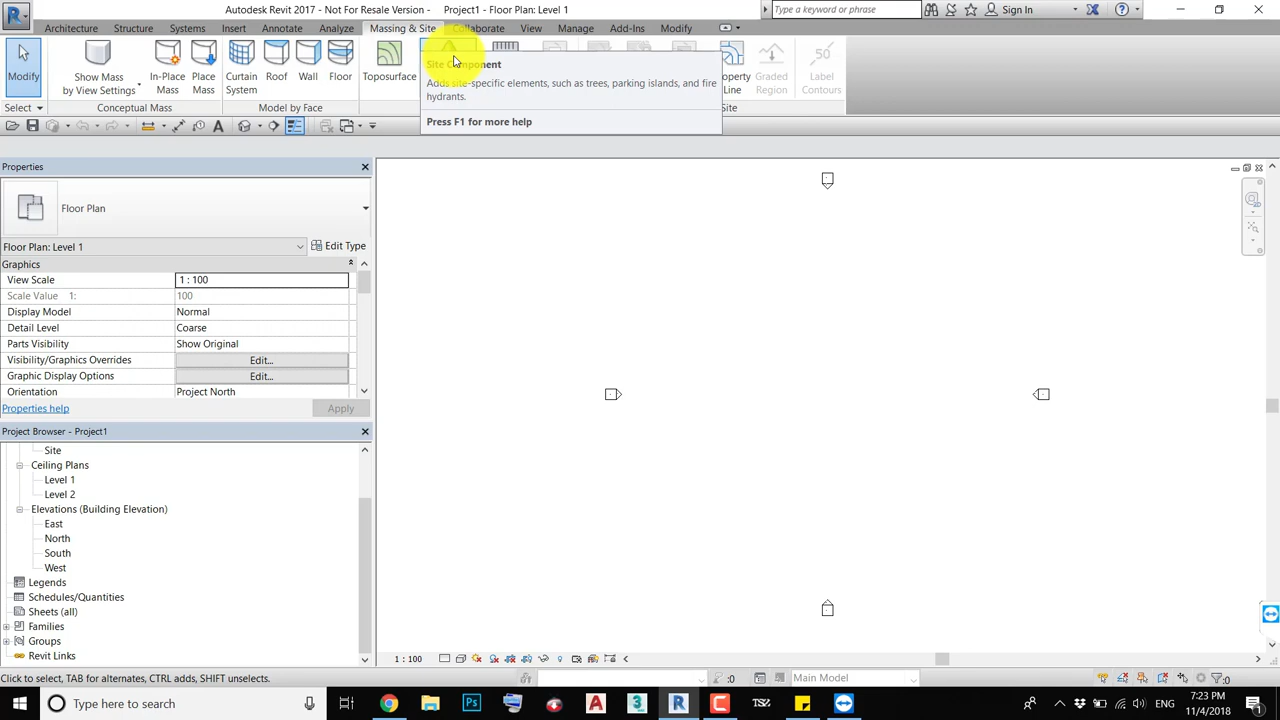 Autodesk Revit 2017 - Not For Resale Version - Project1 - Floor Plan: Level 1
Type a keyword or phrase
Sign In
Architecture Structure Systems Insert Annotate Analyze Massing & Site Collaborate View Manage Add-Ins Modify
Modify
Show Mass
by View Settings
In-Place
Mass
Place
Mass
Curtain
System
Roof
Wall
Floor
Toposurface
Graded
Region
50
Label
Contours
Select
Conceptual Mass
Model by Face
Site Component
Adds site-specific elements, such as trees, parking islands, and fire
hydrants.
Press F1 for more help
Properties
Floor Plan
Floor Plan: Level 1
Edit Type
Graphics
View Scale 1 : 100
Scale Value 1: 100
Display Model Normal
Detail Level Coarse
Parts Visibility Show Original
Visibility/Graphics Overrides Edit...
Graphic Display Options Edit...
Orientation Project North
Properties help
Apply
Project Browser - Project1
Site
Ceiling Plans
Level 1
Level 2
Elevations (Building Elevation)
East
North
South
West
Legends
Schedules/Quantities
Sheets (all)
Families
Groups
Revit Links
1 : 100
Click to select, TAB for alternates, CTRL adds, SHIFT unselects.
:0
Main Model
:0
Type here to search
ENG
7:23 PM
11/4/2018